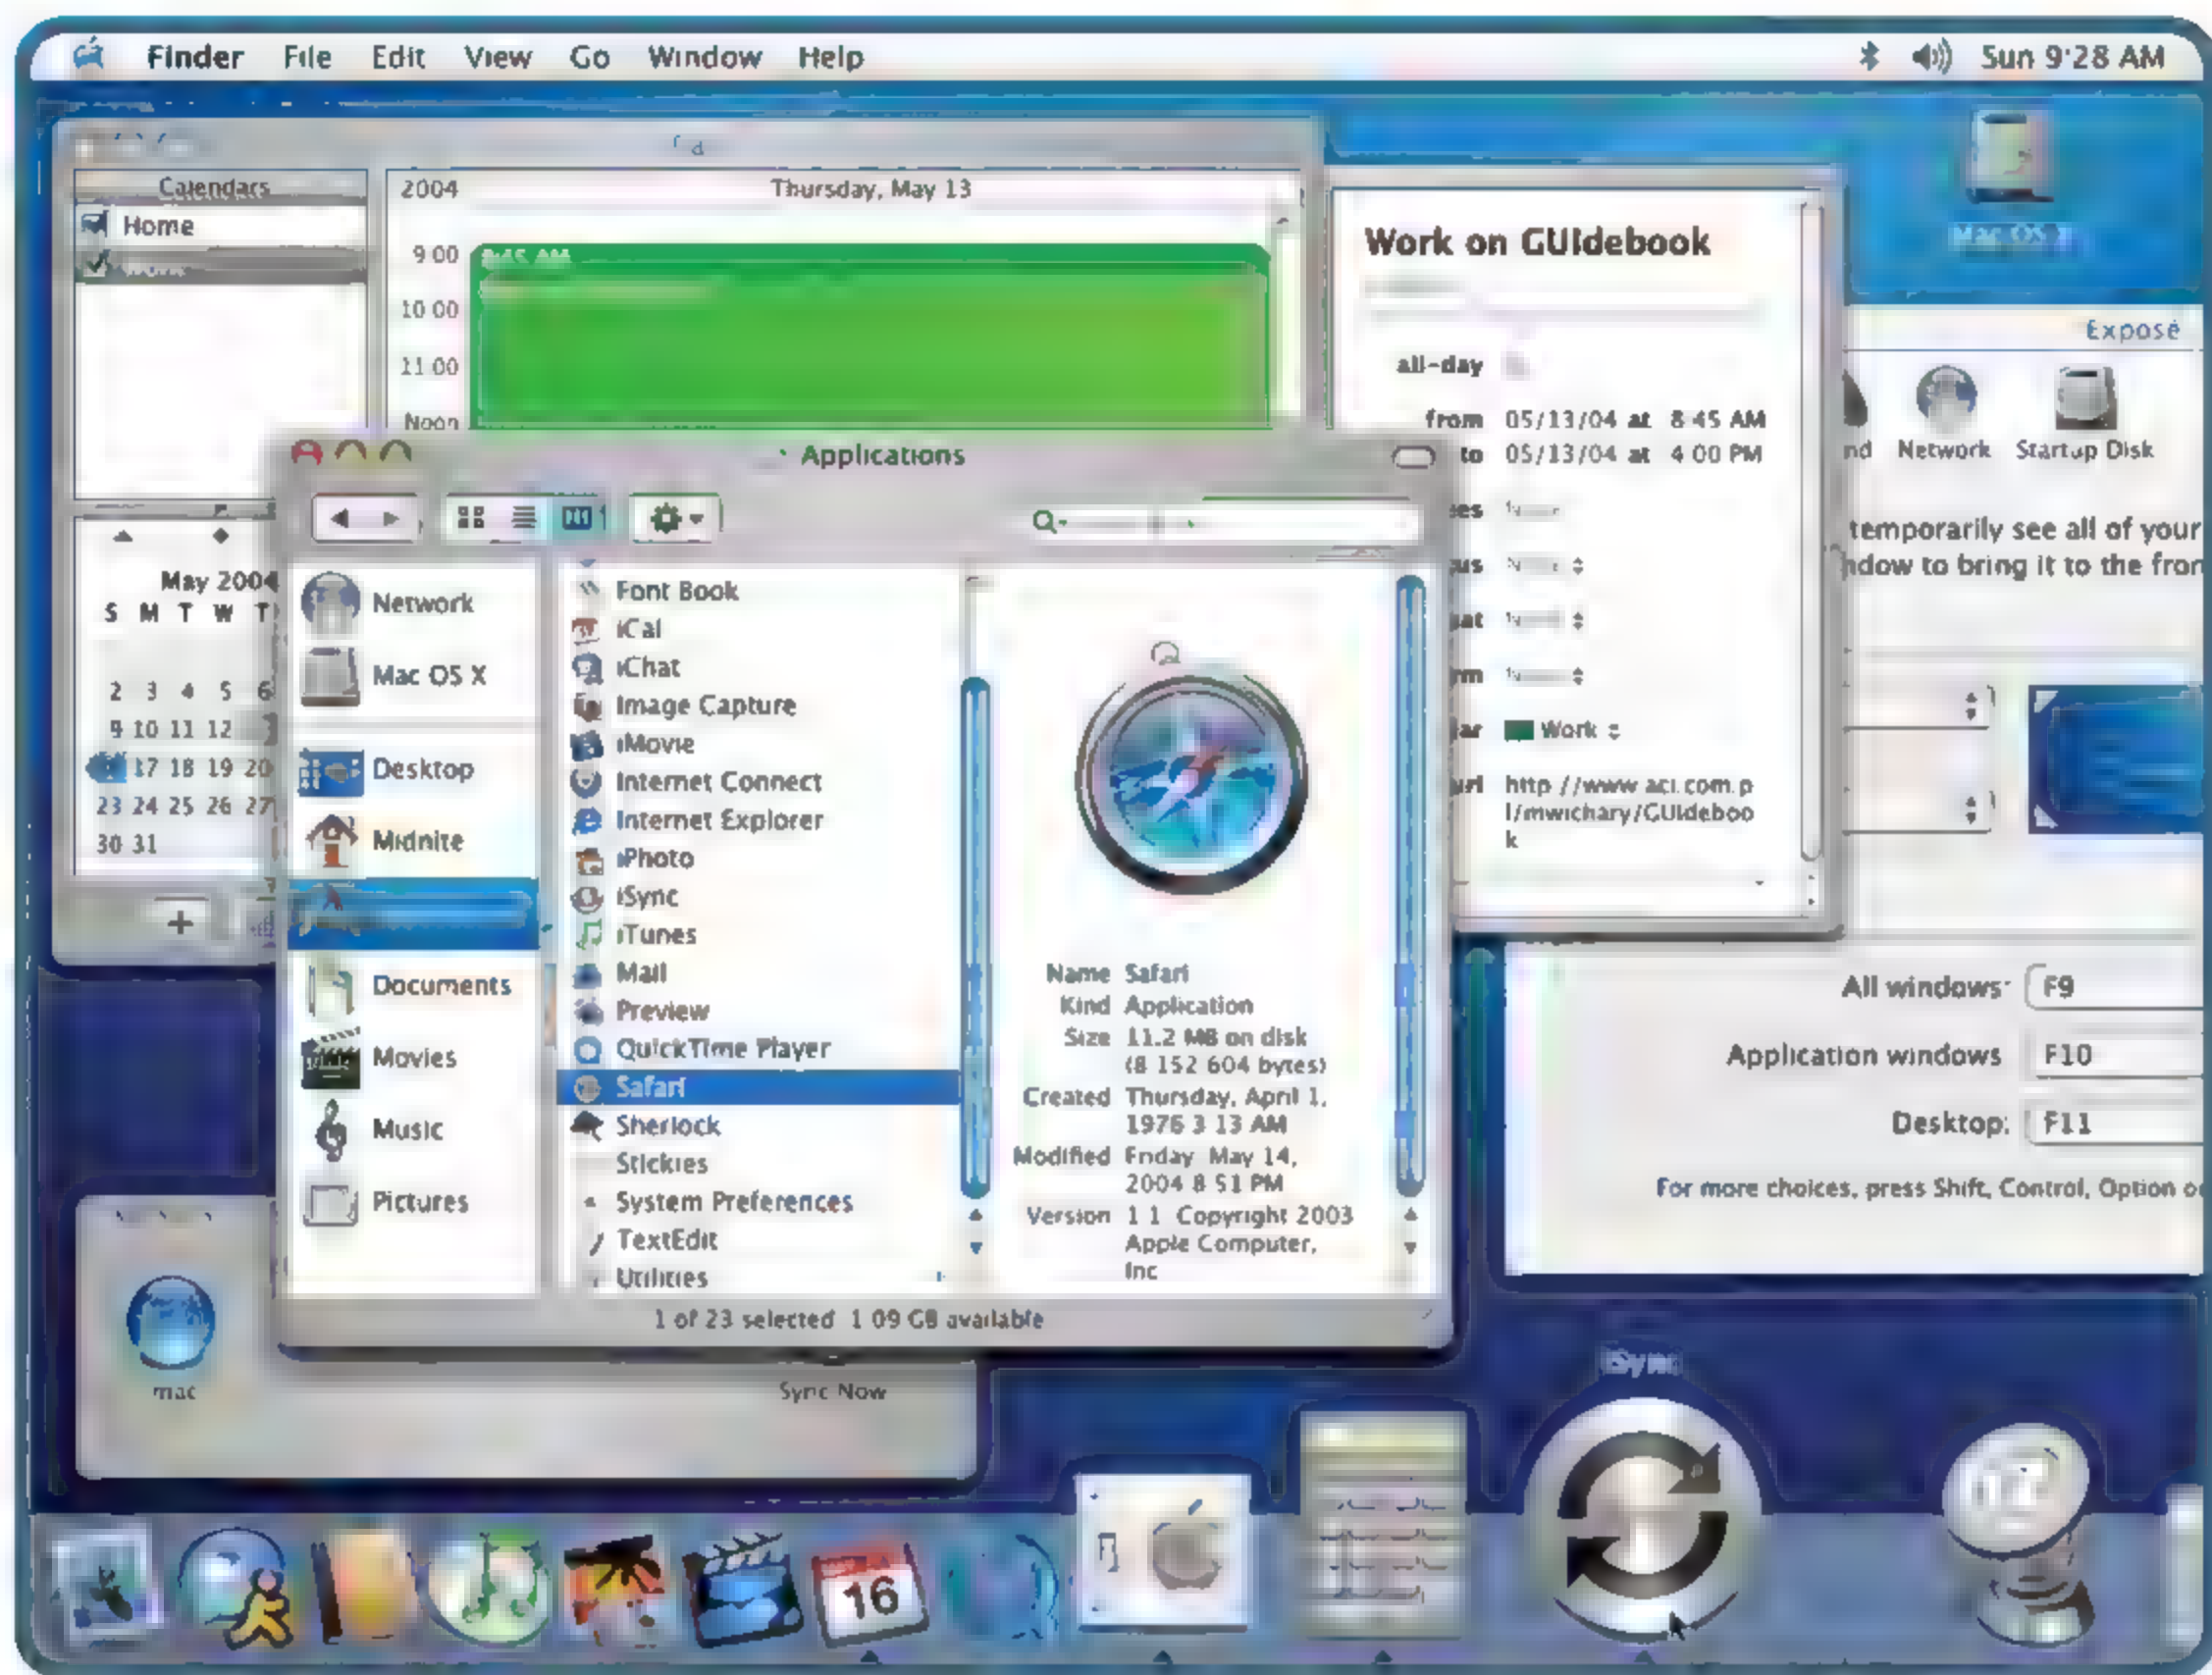 Finder File Edit View Go Window Help
Sun 9:28 AM
Mac OS X
Calendars
Home
2004
Thursday, May 13
9:00
8:45 AM
10:00
11:00
Noon
May 2004
S M T W T
2 3 4 5 6
9 10 11 12
17 18 19 20
23 24 25 26 27
30 31
Work on GUIdebook
all-day
from 05/13/04 at 8:45 AM
to 05/13/04 at 4:00 PM
Work
url http://www.aci.com.p
l/mwichary/GUIdeboo
k
Exposé
Network
Startup Disk
temporarily see all of your
ndow to bring it to the fron
All windows: F9
Application windows F10
Desktop: F11
For more choices, press Shift, Control, Option o
Applications
Network
Mac OS X
Desktop
Midnite
Documents
Movies
Music
Pictures
Font Book
iCal
iChat
Image Capture
iMovie
Internet Connect
Internet Explorer
iPhoto
iSync
iTunes
Mail
Preview
QuickTime Player
Safari
Sherlock
Stickies
System Preferences
TextEdit
Utilities
Name Safari
Kind Application
Size 11.2 MB on disk
(8 152 604 bytes)
Created Thursday, April 1,
1976 3:13 AM
Modified Friday, May 14,
2004 8:51 PM
Version 1.1 Copyright 2003
Apple Computer,
Inc
1 of 23 selected 1.09 GB available
mac
Sync Now
iSync
16